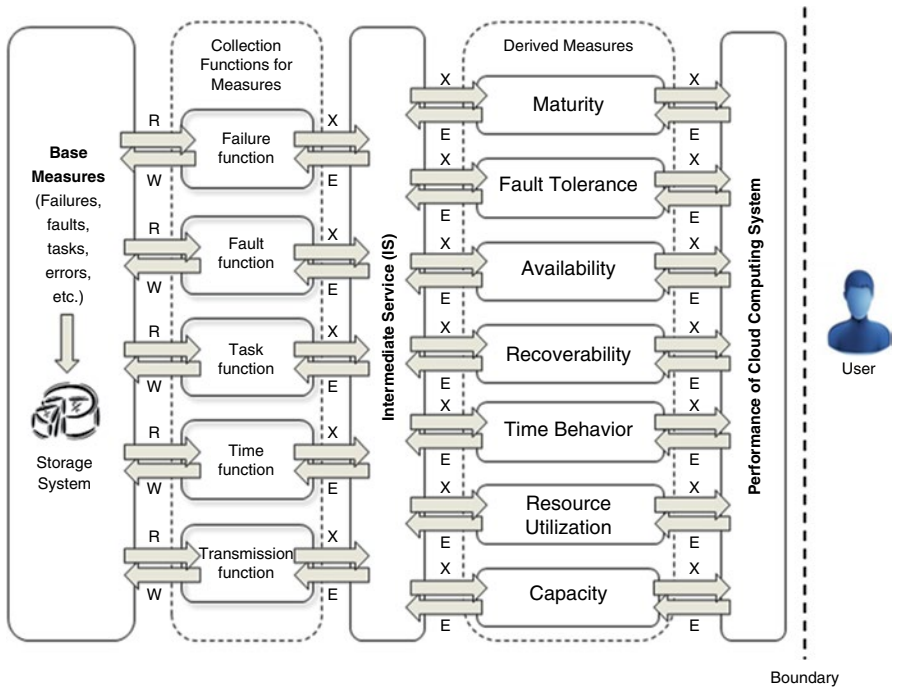 Base
Measures
(Failures,
faults,
tasks,
errors,
etc.)
Storage
System
Collection
Functions for
Measures
R
W
Failure
function
X
E
R
W
Fault
function
X
E
R
W
Task
function
X
E
R
W
Time
function
X
E
R
W
Transmission
function
X
E
Intermediate Service (IS)
Derived Measures
X
E
Maturity
X
E
X
E
Fault Tolerance
X
E
X
E
Availability
X
E
X
E
Recoverability
X
E
X
E
Time Behavior
X
E
X
E
Resource
Utilization
X
E
X
E
Capacity
X
E
Performance of Cloud Computing System
User
Boundary